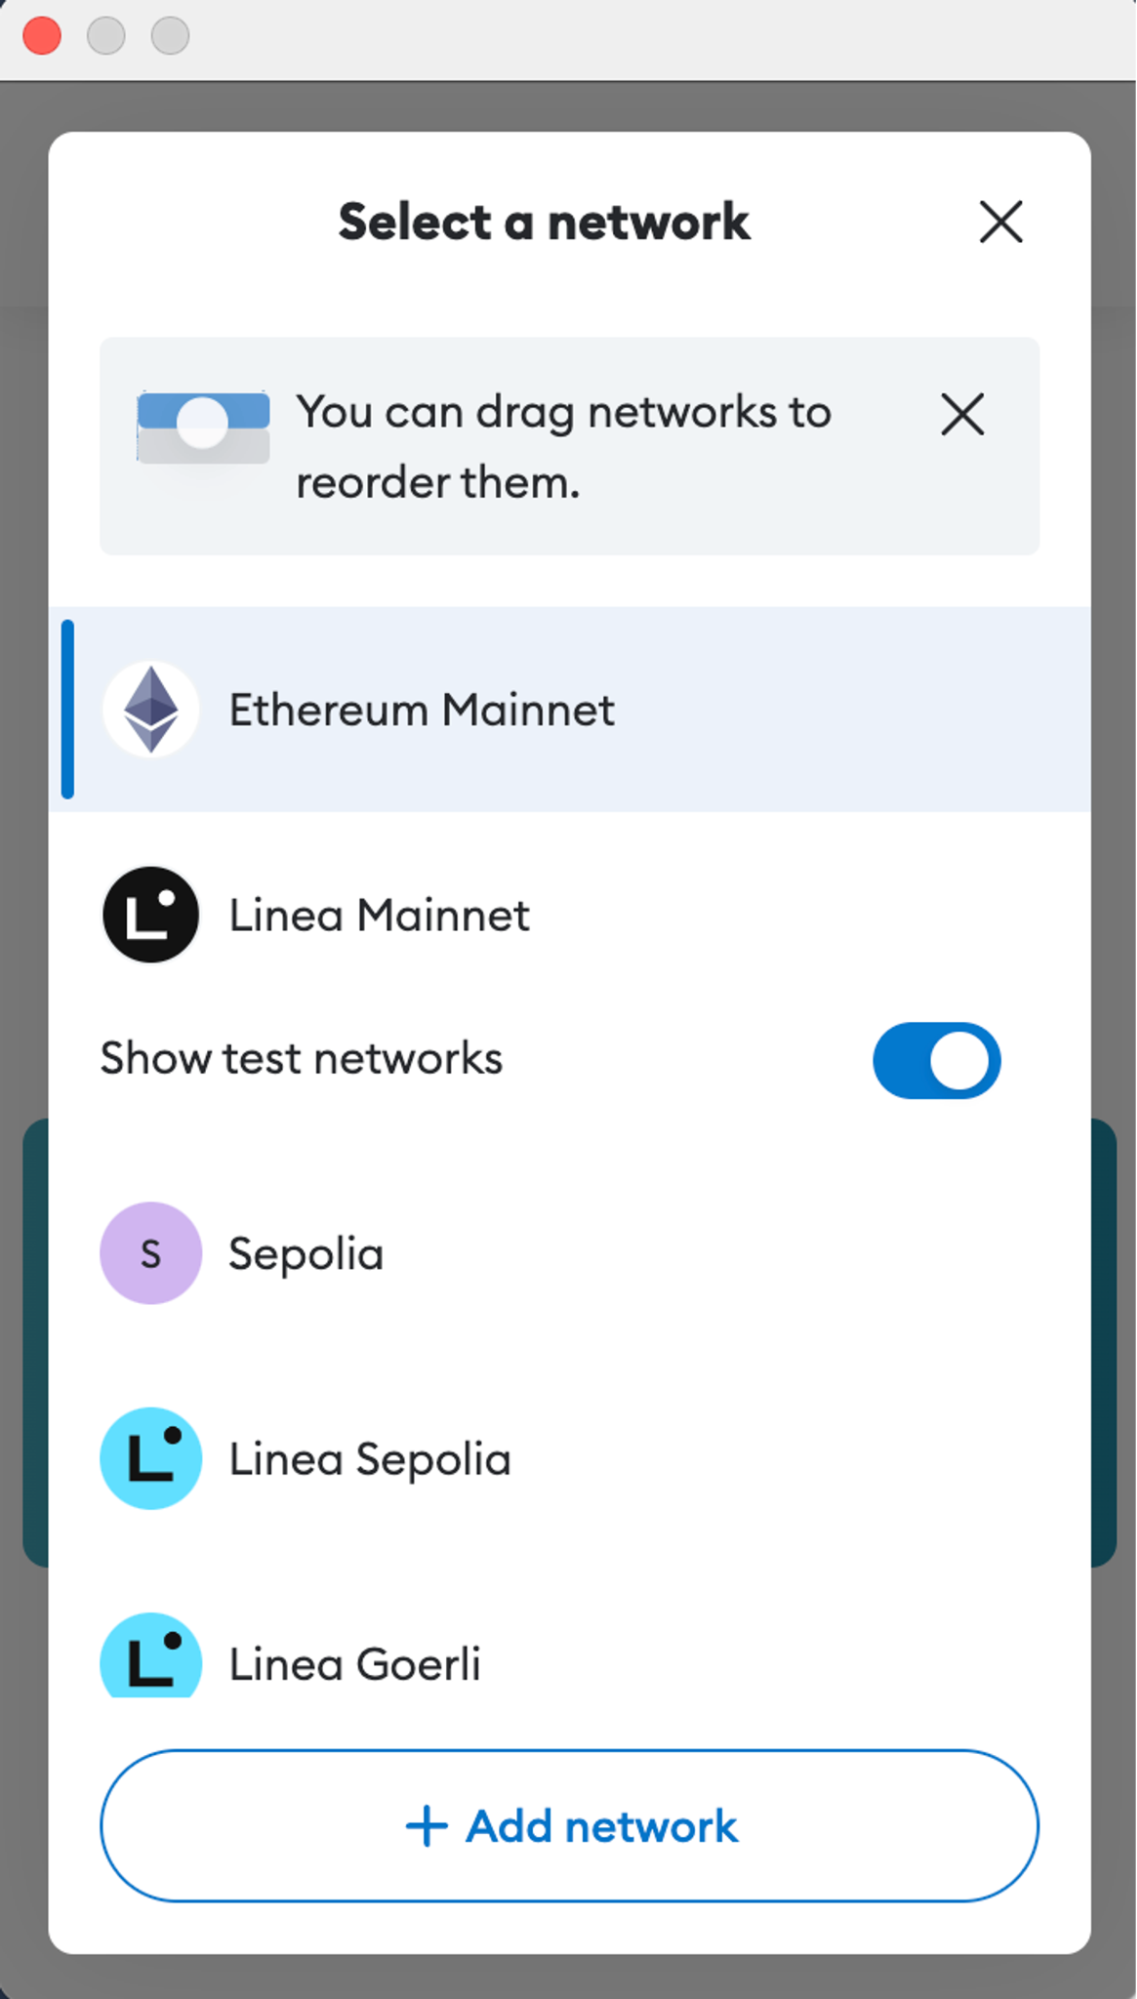 Select a network
You can drag networks to
reorder them.
Ethereum Mainnet
Linea Mainnet
Show test networks
S
Sepolia
Linea Sepolia
Linea Goerli
+ Add network